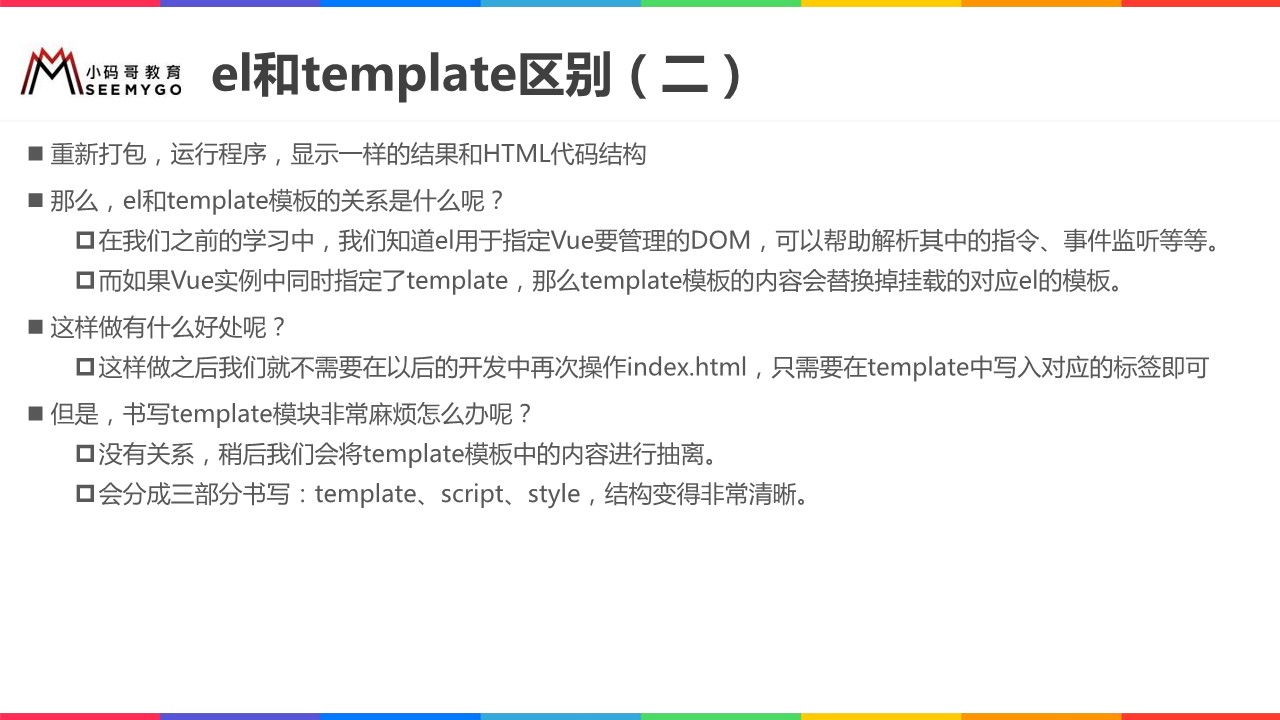 小码哥教育
SEEMYGO
el和template区别（二）
重新打包，运行程序，显示一样的结果和HTML代码结构
那么，el和template模板的关系是什么呢？
在我们之前的学习中，我们知道el用于指定Vue要管理的DOM，可以帮助解析其中的指令、事件监听等等。
而如果Vue实例中同时指定了template，那么template模板的内容会替换掉挂载的对应el的模板。
这样做有什么好处呢？
这样做之后我们就不需要在以后的开发中再次操作index.html，只需要在template中写入对应的标签即可
但是，书写template模块非常麻烦怎么办呢？
没有关系，稍后我们会将template模板中的内容进行抽离。
会分成三部分书写：template、script、style，结构变得非常清晰。